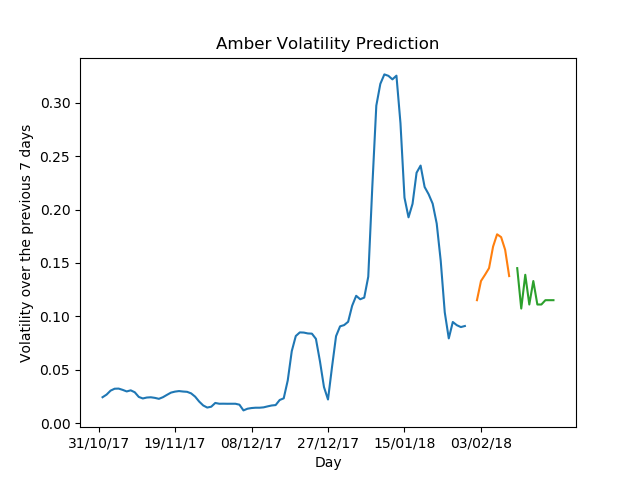 Amber Volatility Prediction
Volatility over the previous 7 days
0.30
0.25
0.20
0.15
0.10
0.05
0.00
31/10/17 19/11/17 08/12/17 27/12/17 15/01/18 03/02/18
Day